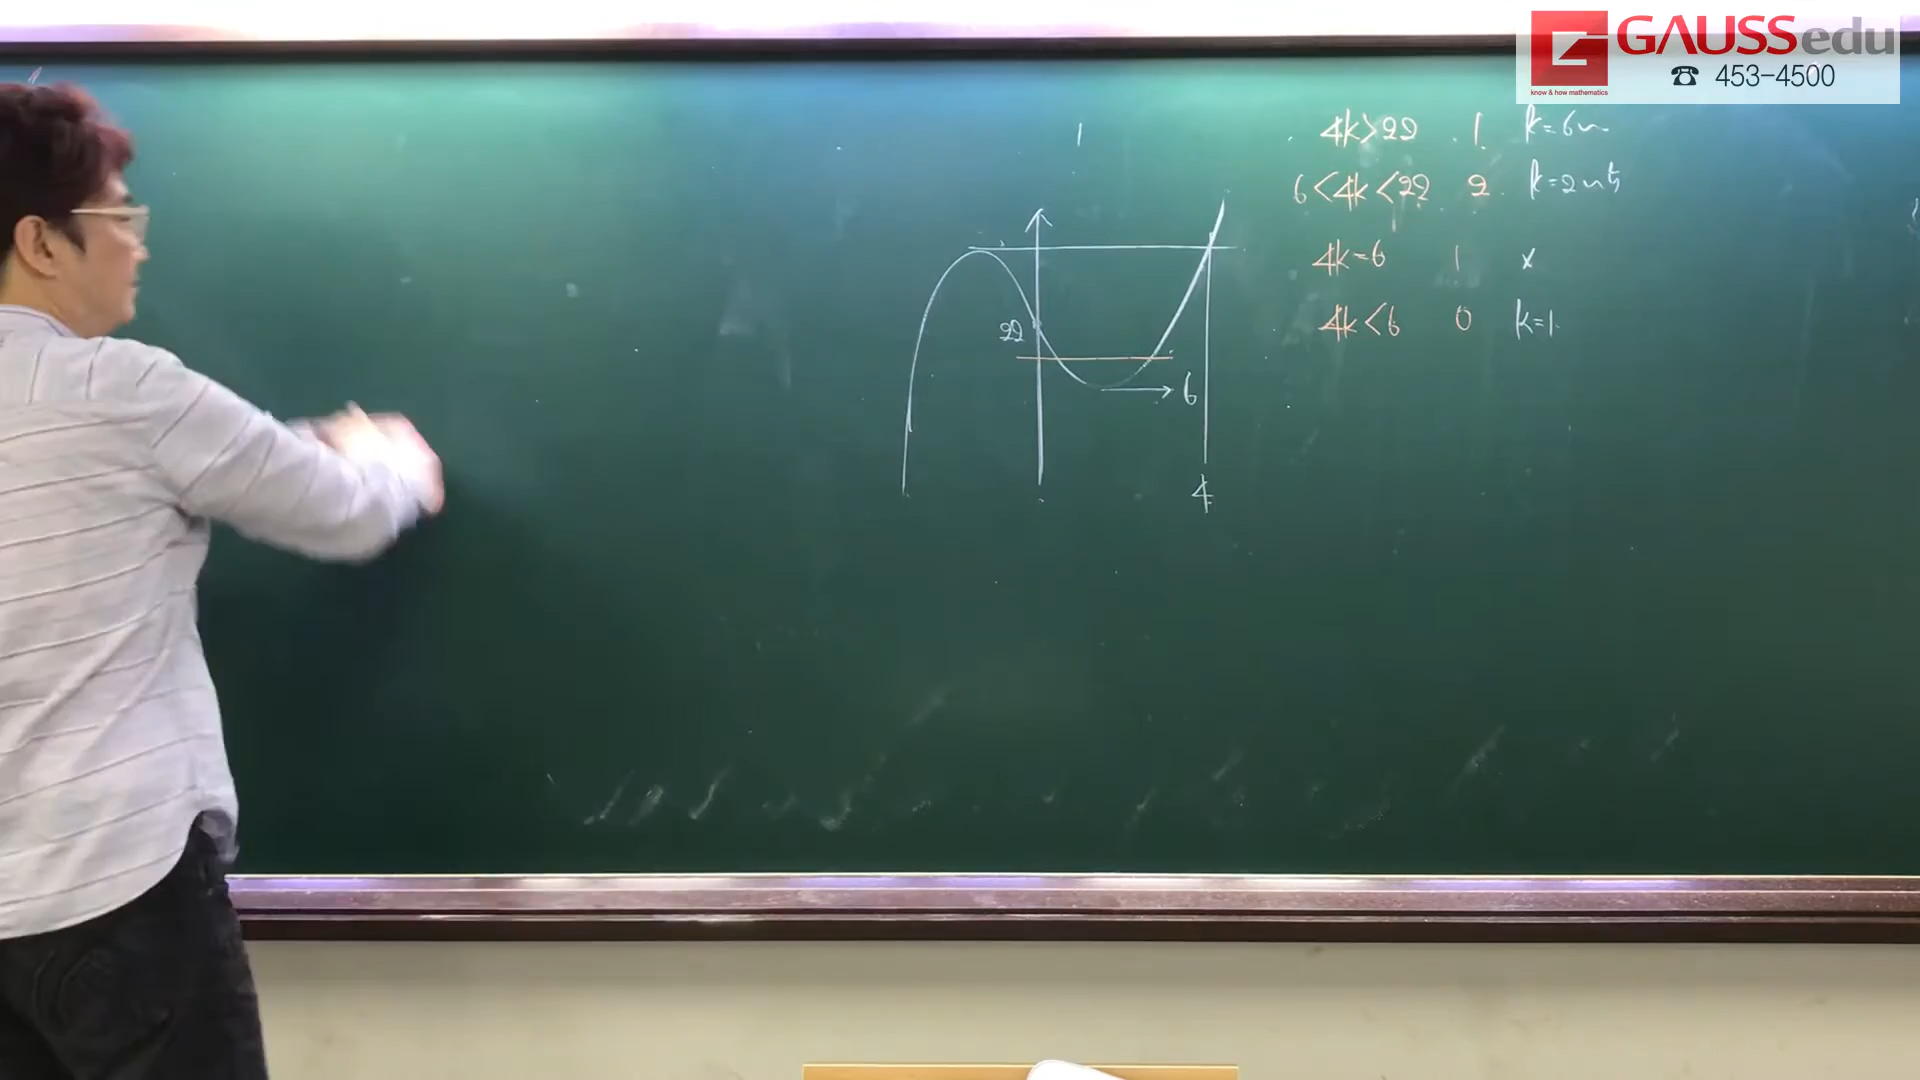 GAUSSedu
know & how mathematics
☎ 453-4500
1
4k>22 1 k=6~
6<4k<22 2 k=2~5
4k=6 1 x
4k<6 0 k=1
22
6
4